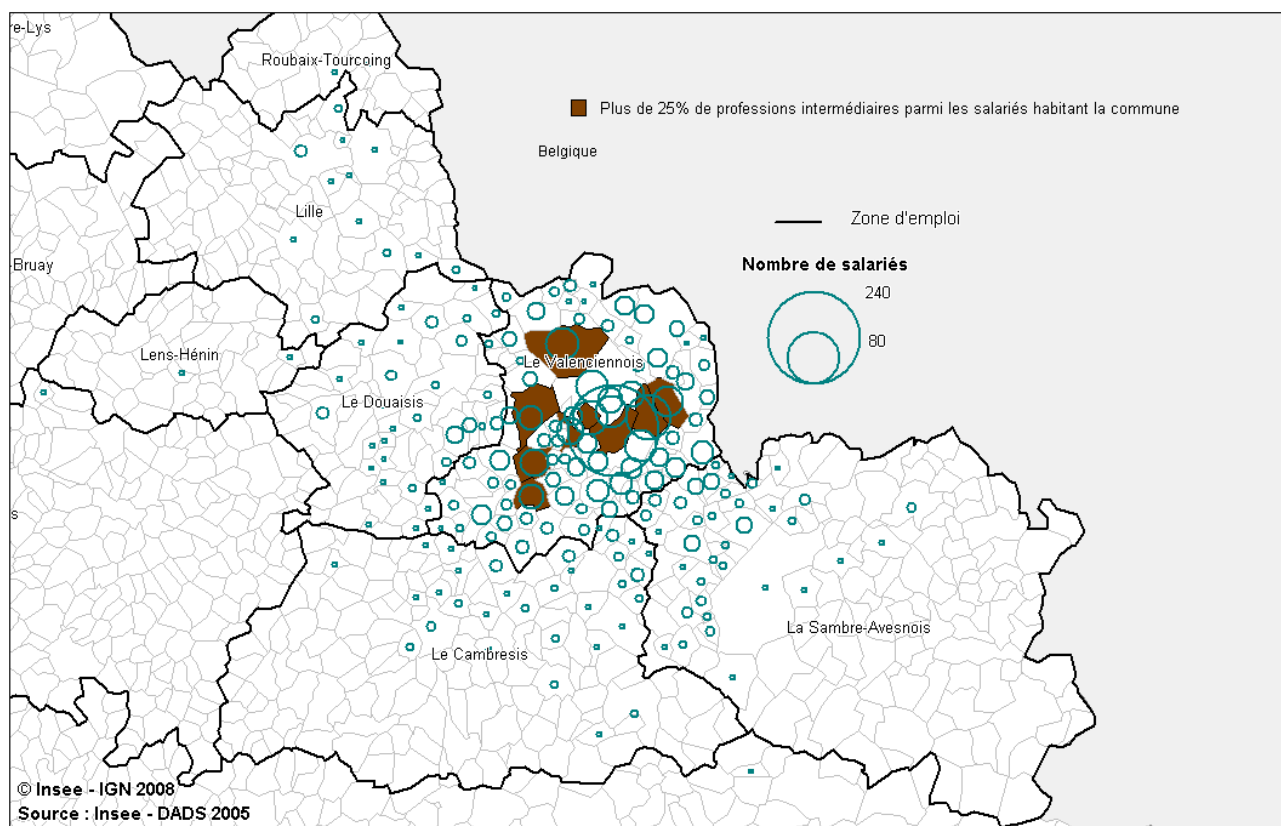 re-Lys
Roubaix-Tourcoing
Plus de 25% de professions intermédiaires parmi les salariés habitant la commune
Belgique
Lille
Zone d'emploi
-Bruay
Nombre de salariés
240
80
Lens-Hénin
Le Valenciennois
Le Douaisis
s
La Sambre-Avesnois
Le Cambresis
© Insee - IGN 2008
Source : Insee - DADS 2005